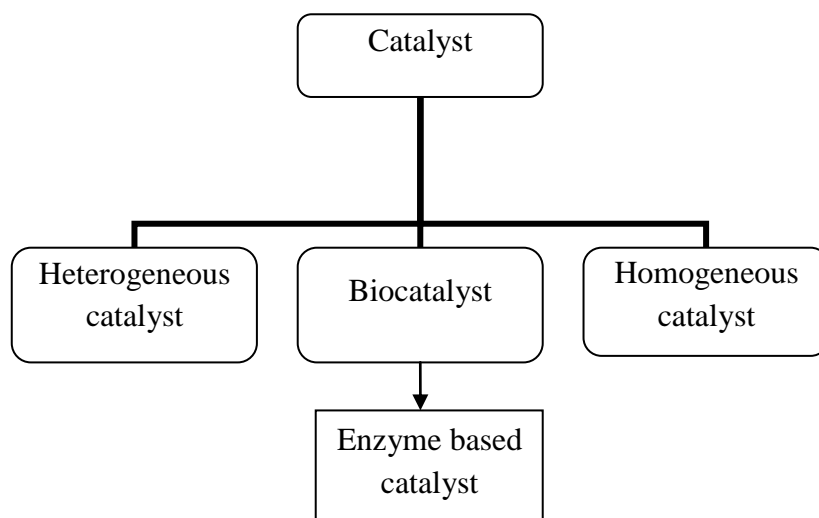 Catalyst
Heterogeneous
catalyst
Biocatalyst
Homogeneous
catalyst
Enzyme based
catalyst